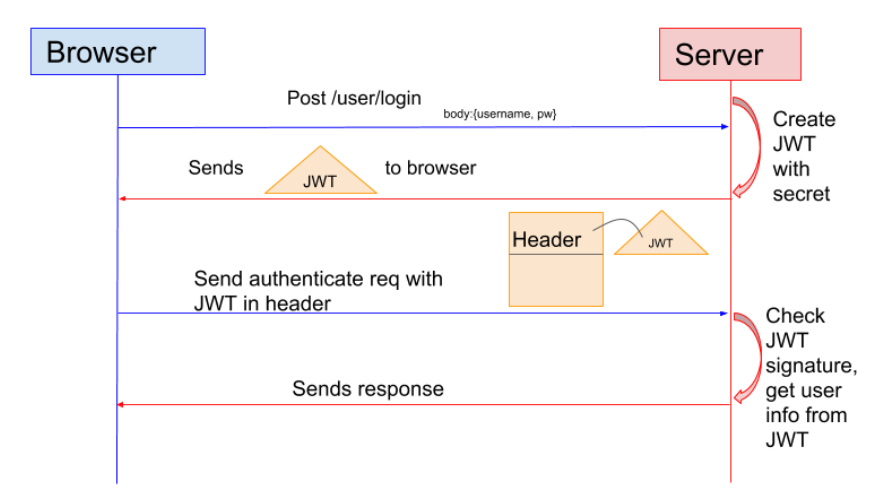 Browser
Server
Post /user/login
body:{username, pw}
Create
JWT
with
secret
Sends
JWT
to browser
Header
JWT
Send authenticate req with
JWT in header
Check
JWT
signature,
get user
info from
JWT
Sends response